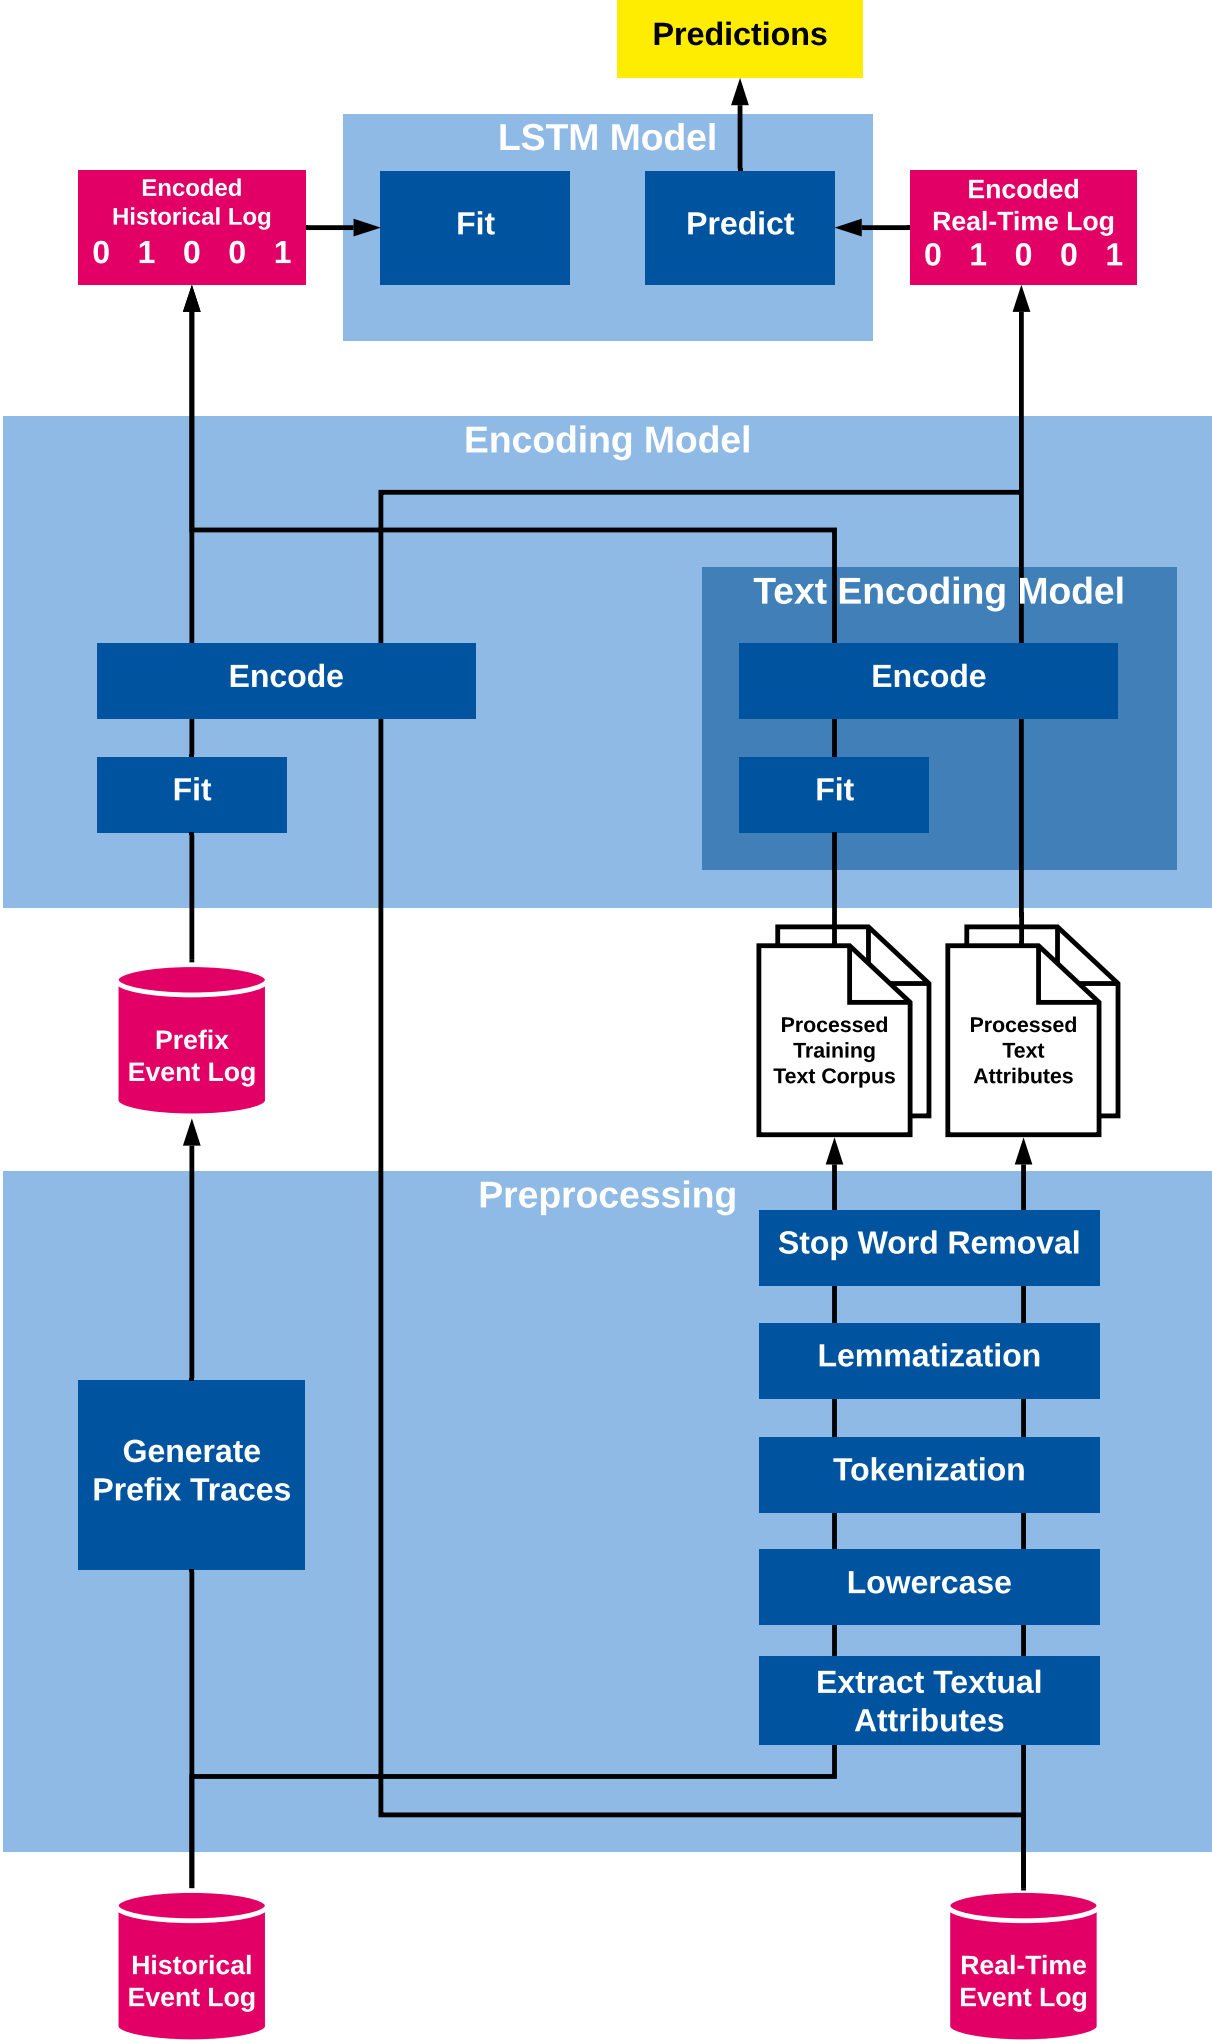 Predictions
LSTM Model
Encoded
Historical Log
0 1 0 0 1
Fit
Predict
Encoded
Real-Time Log
0 1 0 0 1
Encoding Model
Text Encoding Model
Encode
Encode
Fit
Fit
Prefix
Event Log
Processed
Training
Text Corpus
Processed
Text
Attributes
Preprocessing
Stop Word Removal
Lemmatization
Generate
Prefix Traces
Tokenization
Lowercase
Extract Textual
Attributes
Historical
Event Log
Real-Time
Event Log